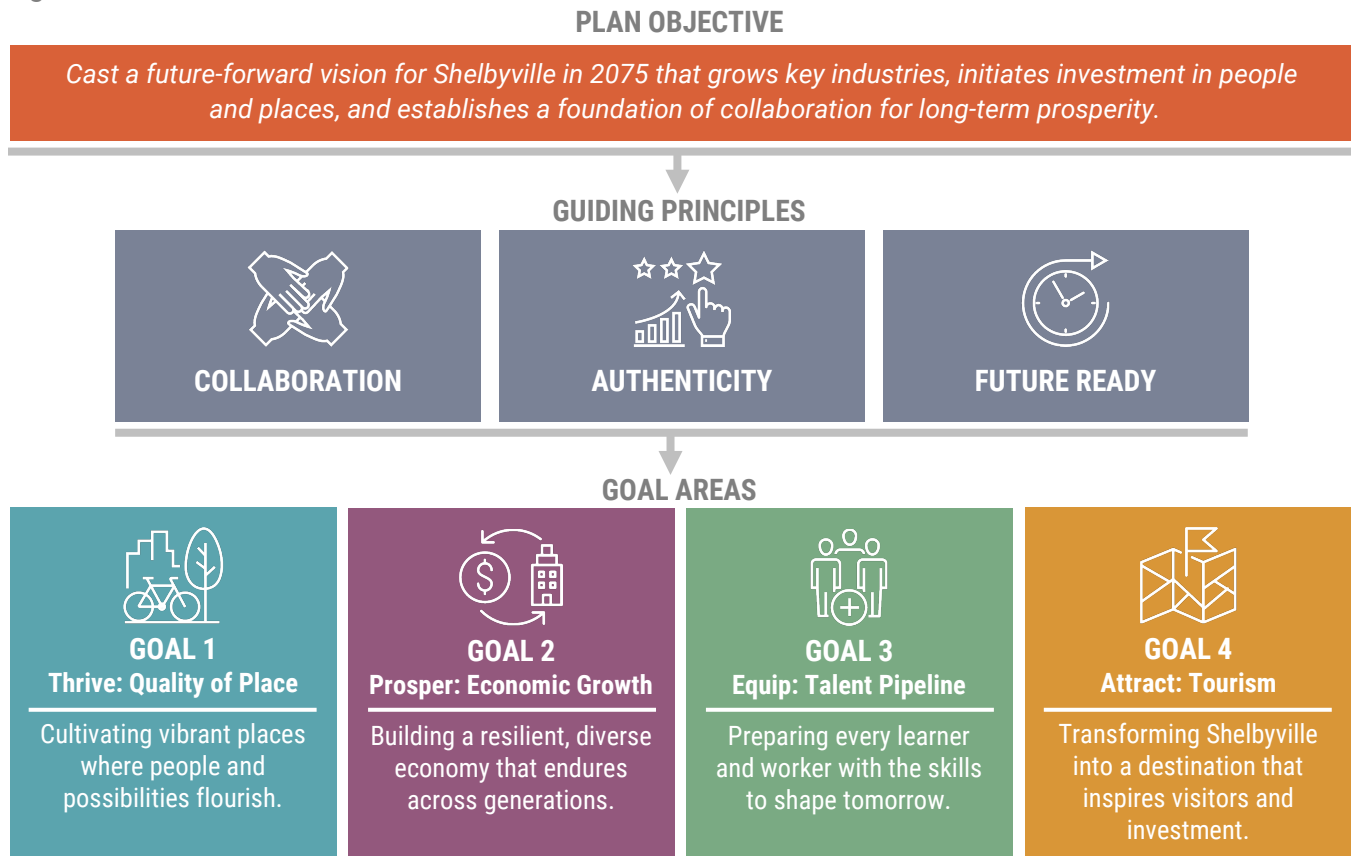 PLAN OBJECTIVE
Cast a future-forward vision for Shelbyville in 2075 that grows key industries, initiates investment in people
and places, and establishes a foundation of collaboration for long-term prosperity.
GUIDING PRINCIPLES
COLLABORATION
AUTHENTICITY
FUTURE READY
GOAL AREAS
$
GOAL 1
Thrive: Quality of Place
Cultivating vibrant places
where people and
possibilities flourish.
GOAL 2
Prosper: Economic Growth
Building a resilient, diverse
economy that endures
across generations.
GOAL 3
Equip: Talent Pipeline
Preparing every learner
and worker with the skills
to shape tomorrow.
GOAL 4
Attract: Tourism
Transforming Shelbyville
into a destination that
inspires visitors and
investment.